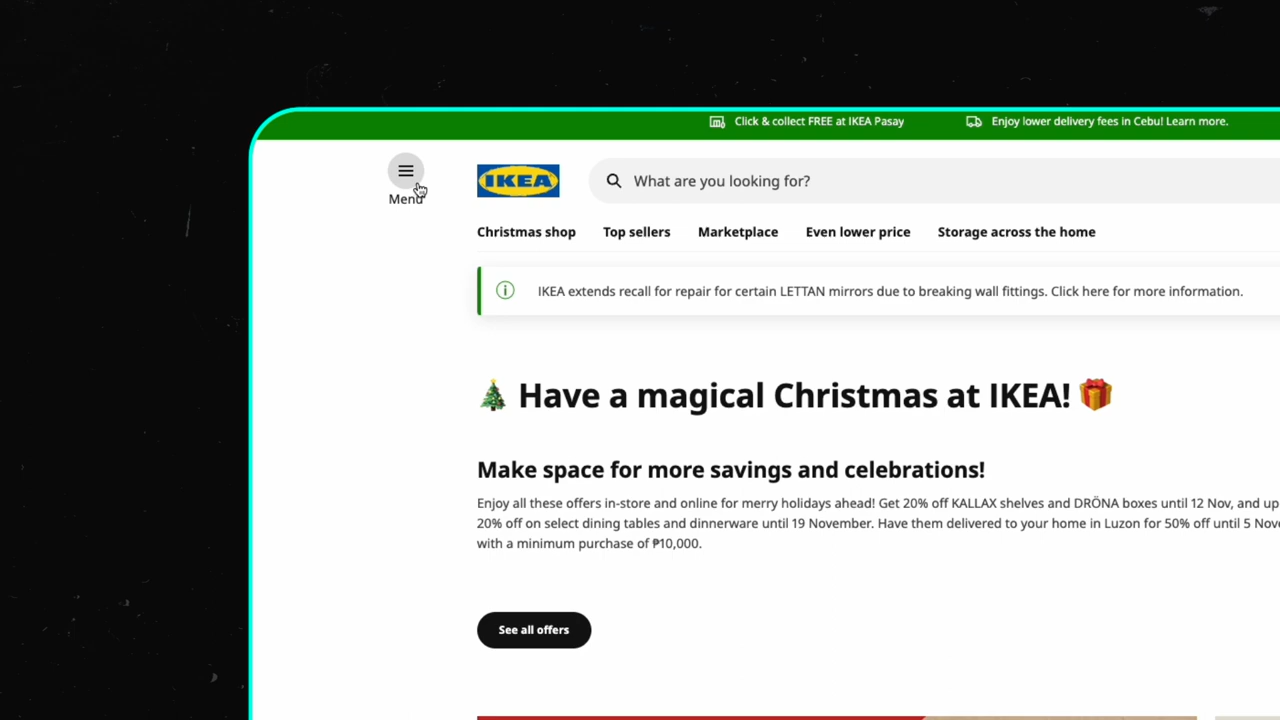 Click & collect FREE at IKEA Pasay
Enjoy lower delivery fees in Cebu! Learn more.
Menu
IKEA
What are you looking for?
Christmas shop
Top sellers
Marketplace
Even lower price
Storage across the home
IKEA extends recall for repair for certain LETTAN mirrors due to breaking wall fittings. Click here for more information.
Have a magical Christmas at IKEA!
Make space for more savings and celebrations!
Enjoy all these offers in-store and online for merry holidays ahead! Get 20% off KALLAX shelves and DRÖNA boxes until 12 Nov, and up
20% off on select dining tables and dinnerware until 19 November. Have them delivered to your home in Luzon for 50% off until 5 Nove
with a minimum purchase of ₱10,000.
See all offers